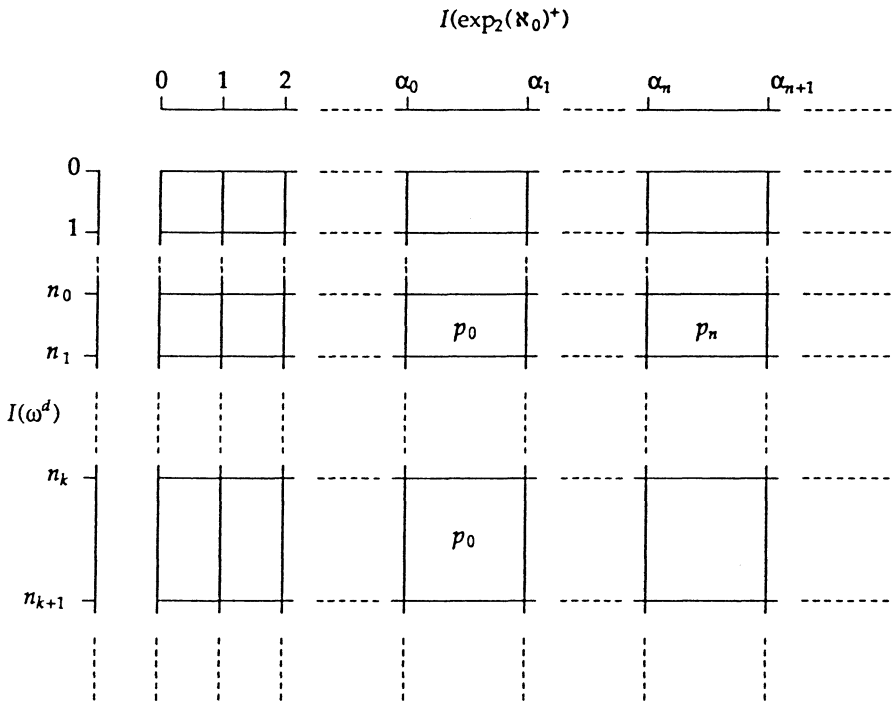 I(exp₂(ℵ₀)⁺)
0 1 2 α₀ α₁ αₙ αₙ₊₁
0
1
n₀
p₀ pₙ
n₁
I(ωᵈ)
nₖ
p₀
nₖ₊₁